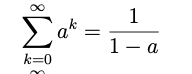 ∞
∑ a^k = 1 / (1 − a)
k=0
∞